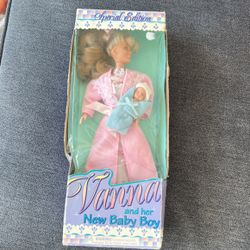 Special Edition
Vanna
and her
New Baby Boy